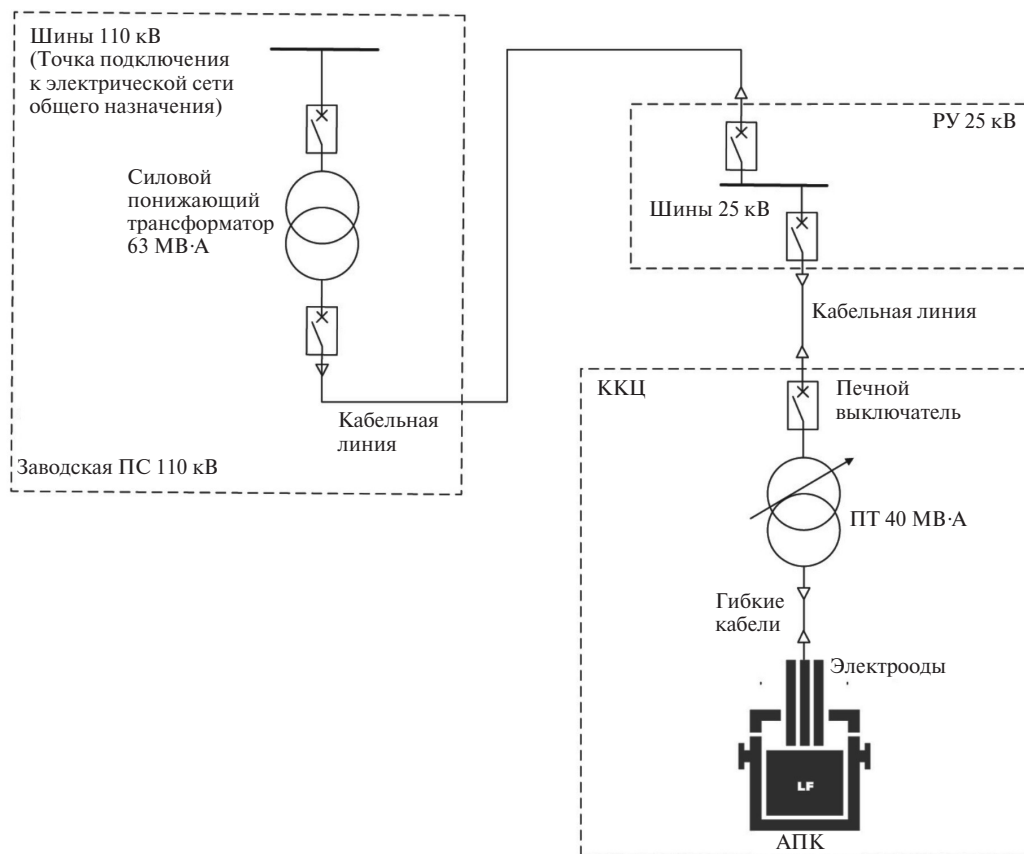 Шины 110 кВ
(Точка подключения
к электрической сети
общего назначения)
Силовой
понижающий
трансформатор
63 МВ·А
Кабельная
линия
Заводская ПС 110 кВ
РУ 25 кВ
Шины 25 кВ
Кабельная линия
ККЦ
Печной
выключатель
ПТ 40 МВ·А
Гибкие
кабели
Электрооды
LF
АПК